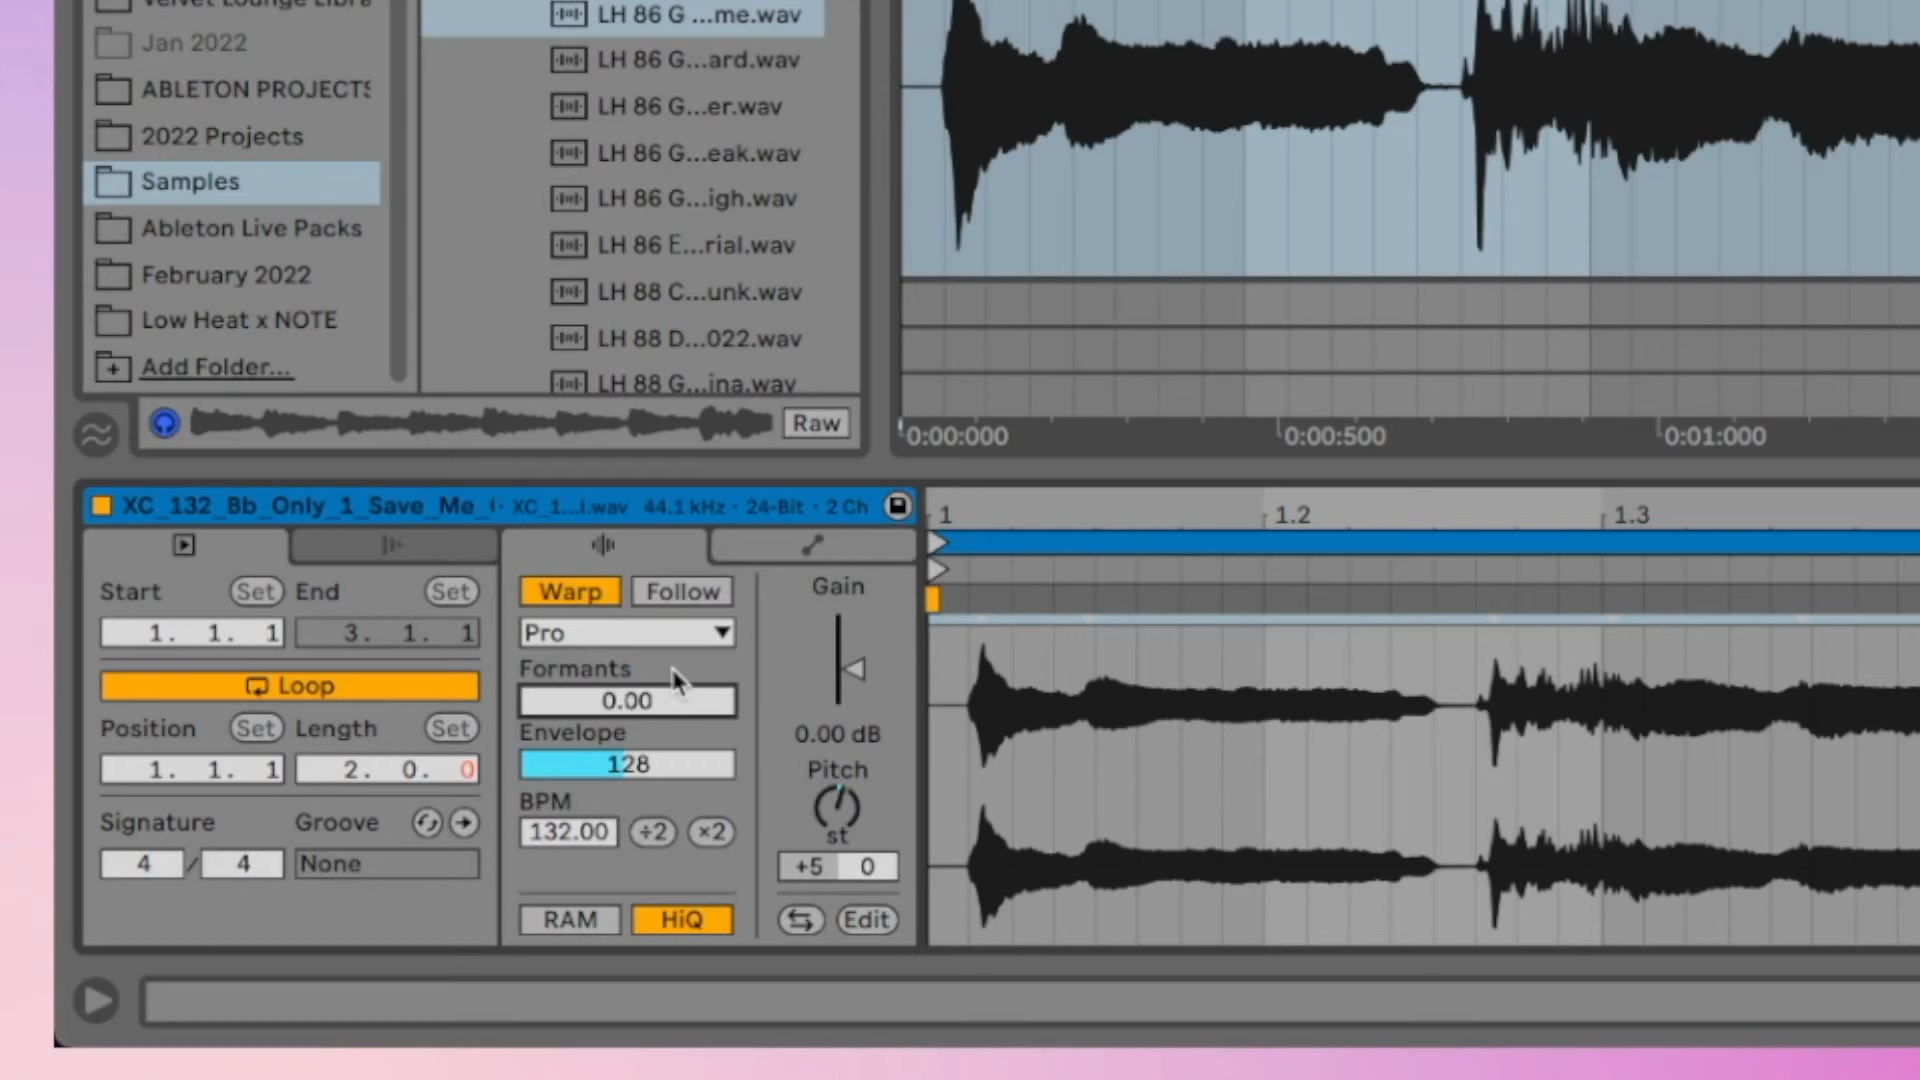 Jan 2022
ABLETON PROJECTS
2022 Projects
Samples
Ableton Live Packs
February 2022
Low Heat x NOTE
Add Folder...
LH 86 G ...me.wav
LH 86 G...ard.wav
LH 86 G...er.wav
LH 86 G...eak.wav
LH 86 G...igh.wav
LH 86 E...rial.wav
LH 88 C...unk.wav
LH 88 D...022.wav
LH 88 G...ina.wav
Raw
0:00:000 0:00:500 0:01:000
XC_132_Bb_Only_1_Save_Me_ XC_1...l.wav 44.1 kHz · 24-Bit · 2 Ch
1 1.2 1.3
Start Set End Set
1. 1. 1 3. 1. 1
Loop
Position Set Length Set
1. 1. 1 2. 0. 0
Signature Groove
4 / 4 None
Warp Follow
Pro
Formants
0.00
Envelope
128
BPM
132.00 ÷2 ×2
RAM HiQ
Gain
0.00 dB
Pitch
st
+5 0
Edit